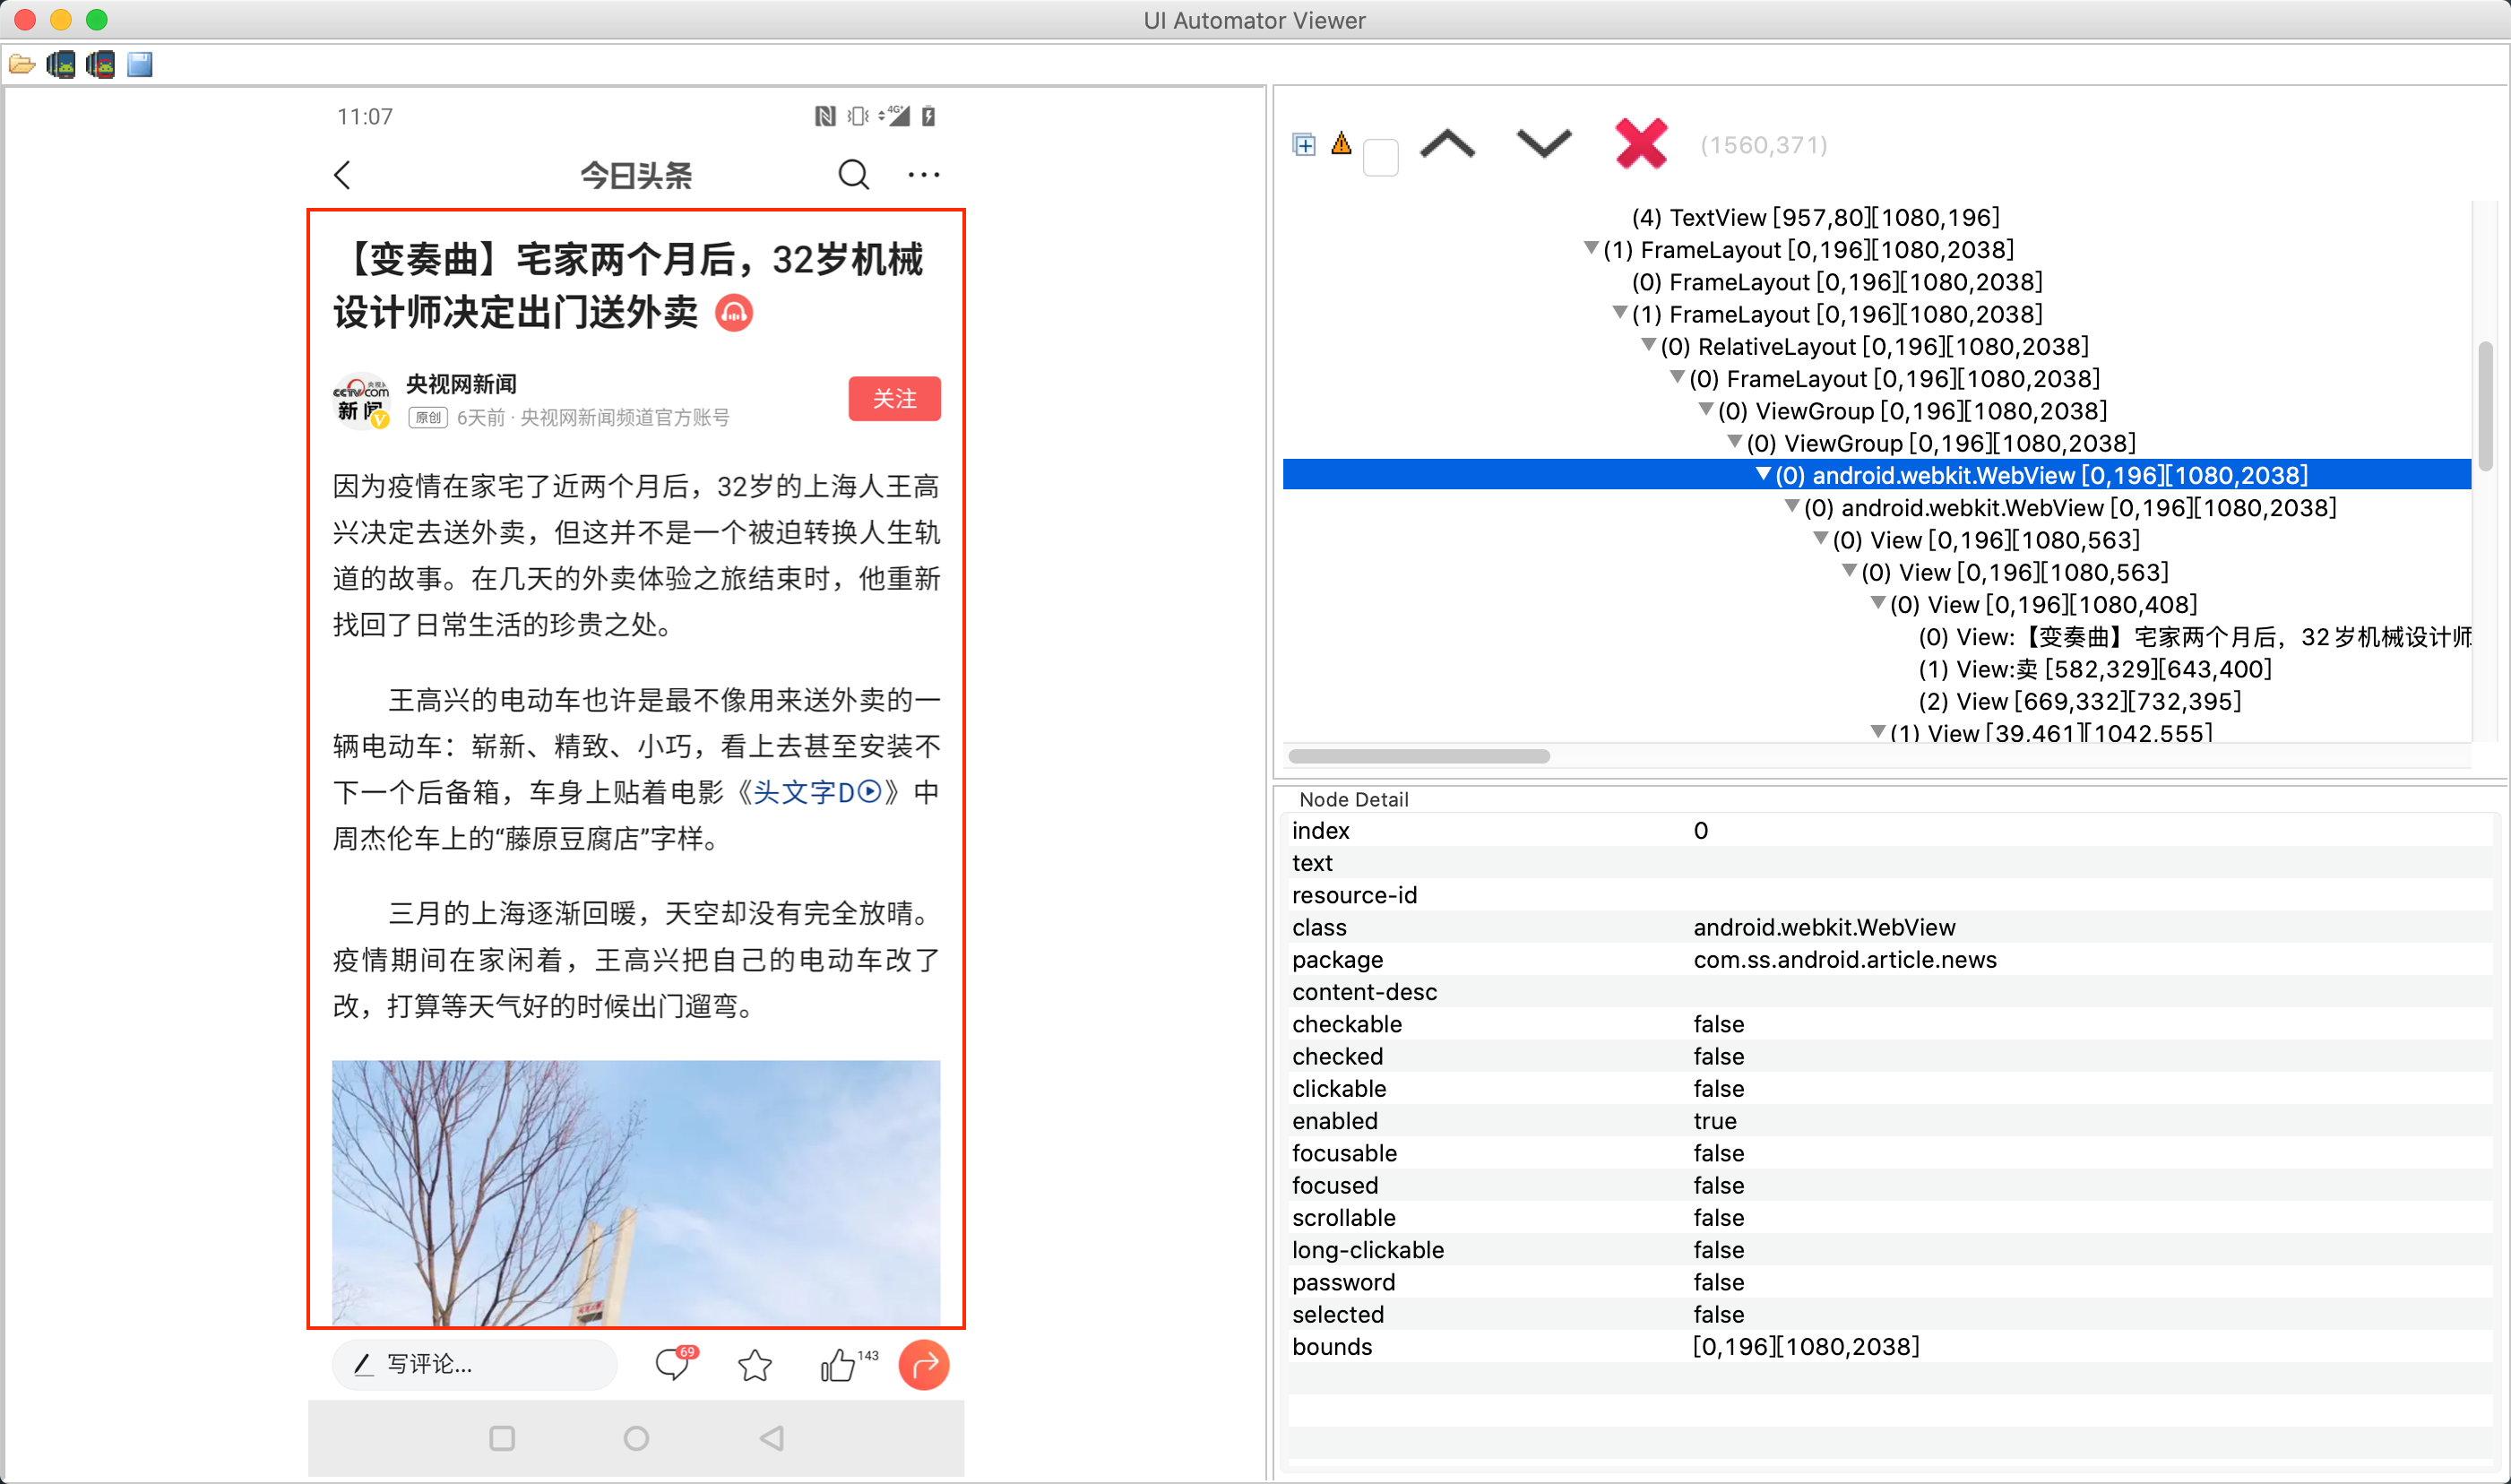 UI Automator Viewer
11:07
4G+
今日头条
【变奏曲】宅家两个月后，32岁机械
设计师决定出门送外卖
CCTV.com
新闻
V
央视网新闻
原创 6天前 · 央视网新闻频道官方账号
关注
因为疫情在家宅了近两个月后，32岁的上海人王高
兴决定去送外卖，但这并不是一个被迫转换人生轨
道的故事。在几天的外卖体验之旅结束时，他重新
找回了日常生活的珍贵之处。
王高兴的电动车也许是最不像用来送外卖的一
辆电动车：崭新、精致、小巧，看上去甚至安装不
下一个后备箱，车身上贴着电影《头文字D》中
周杰伦车上的“藤原豆腐店”字样。
三月的上海逐渐回暖，天空却没有完全放晴。
疫情期间在家闲着，王高兴把自己的电动车改了
改，打算等天气好的时候出门遛弯。
写评论...
69
143
(1560,371)
(4) TextView [957,80][1080,196]
(1) FrameLayout [0,196][1080,2038]
(0) FrameLayout [0,196][1080,2038]
(1) FrameLayout [0,196][1080,2038]
(0) RelativeLayout [0,196][1080,2038]
(0) FrameLayout [0,196][1080,2038]
(0) ViewGroup [0,196][1080,2038]
(0) ViewGroup [0,196][1080,2038]
(0) android.webkit.WebView [0,196][1080,2038]
(0) android.webkit.WebView [0,196][1080,2038]
(0) View [0,196][1080,563]
(0) View [0,196][1080,563]
(0) View [0,196][1080,408]
(0) View:【变奏曲】宅家两个月后，32岁机械设计师
(1) View:卖 [582,329][643,400]
(2) View [669,332][732,395]
(1) View [39,461][1042,555]
Node Detail
index 0
text
resource-id
class android.webkit.WebView
package com.ss.android.article.news
content-desc
checkable false
checked false
clickable false
enabled true
focusable false
focused false
scrollable false
long-clickable false
password false
selected false
bounds [0,196][1080,2038]